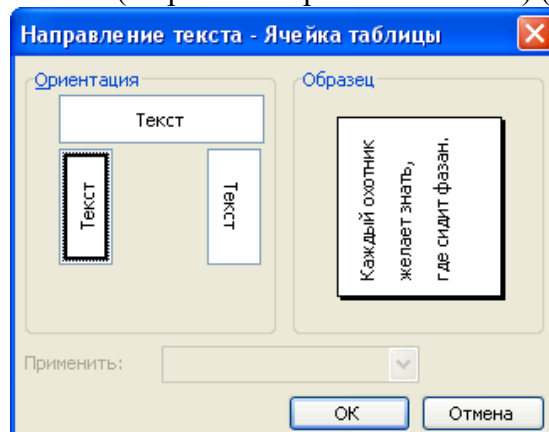 Направление текста - Ячейка таблицы
Ориентация
Образец
Текст
Текст
Текст
Каждый охотник
желает знать,
где сидит фазан.
Применить:
ОК
Отмена